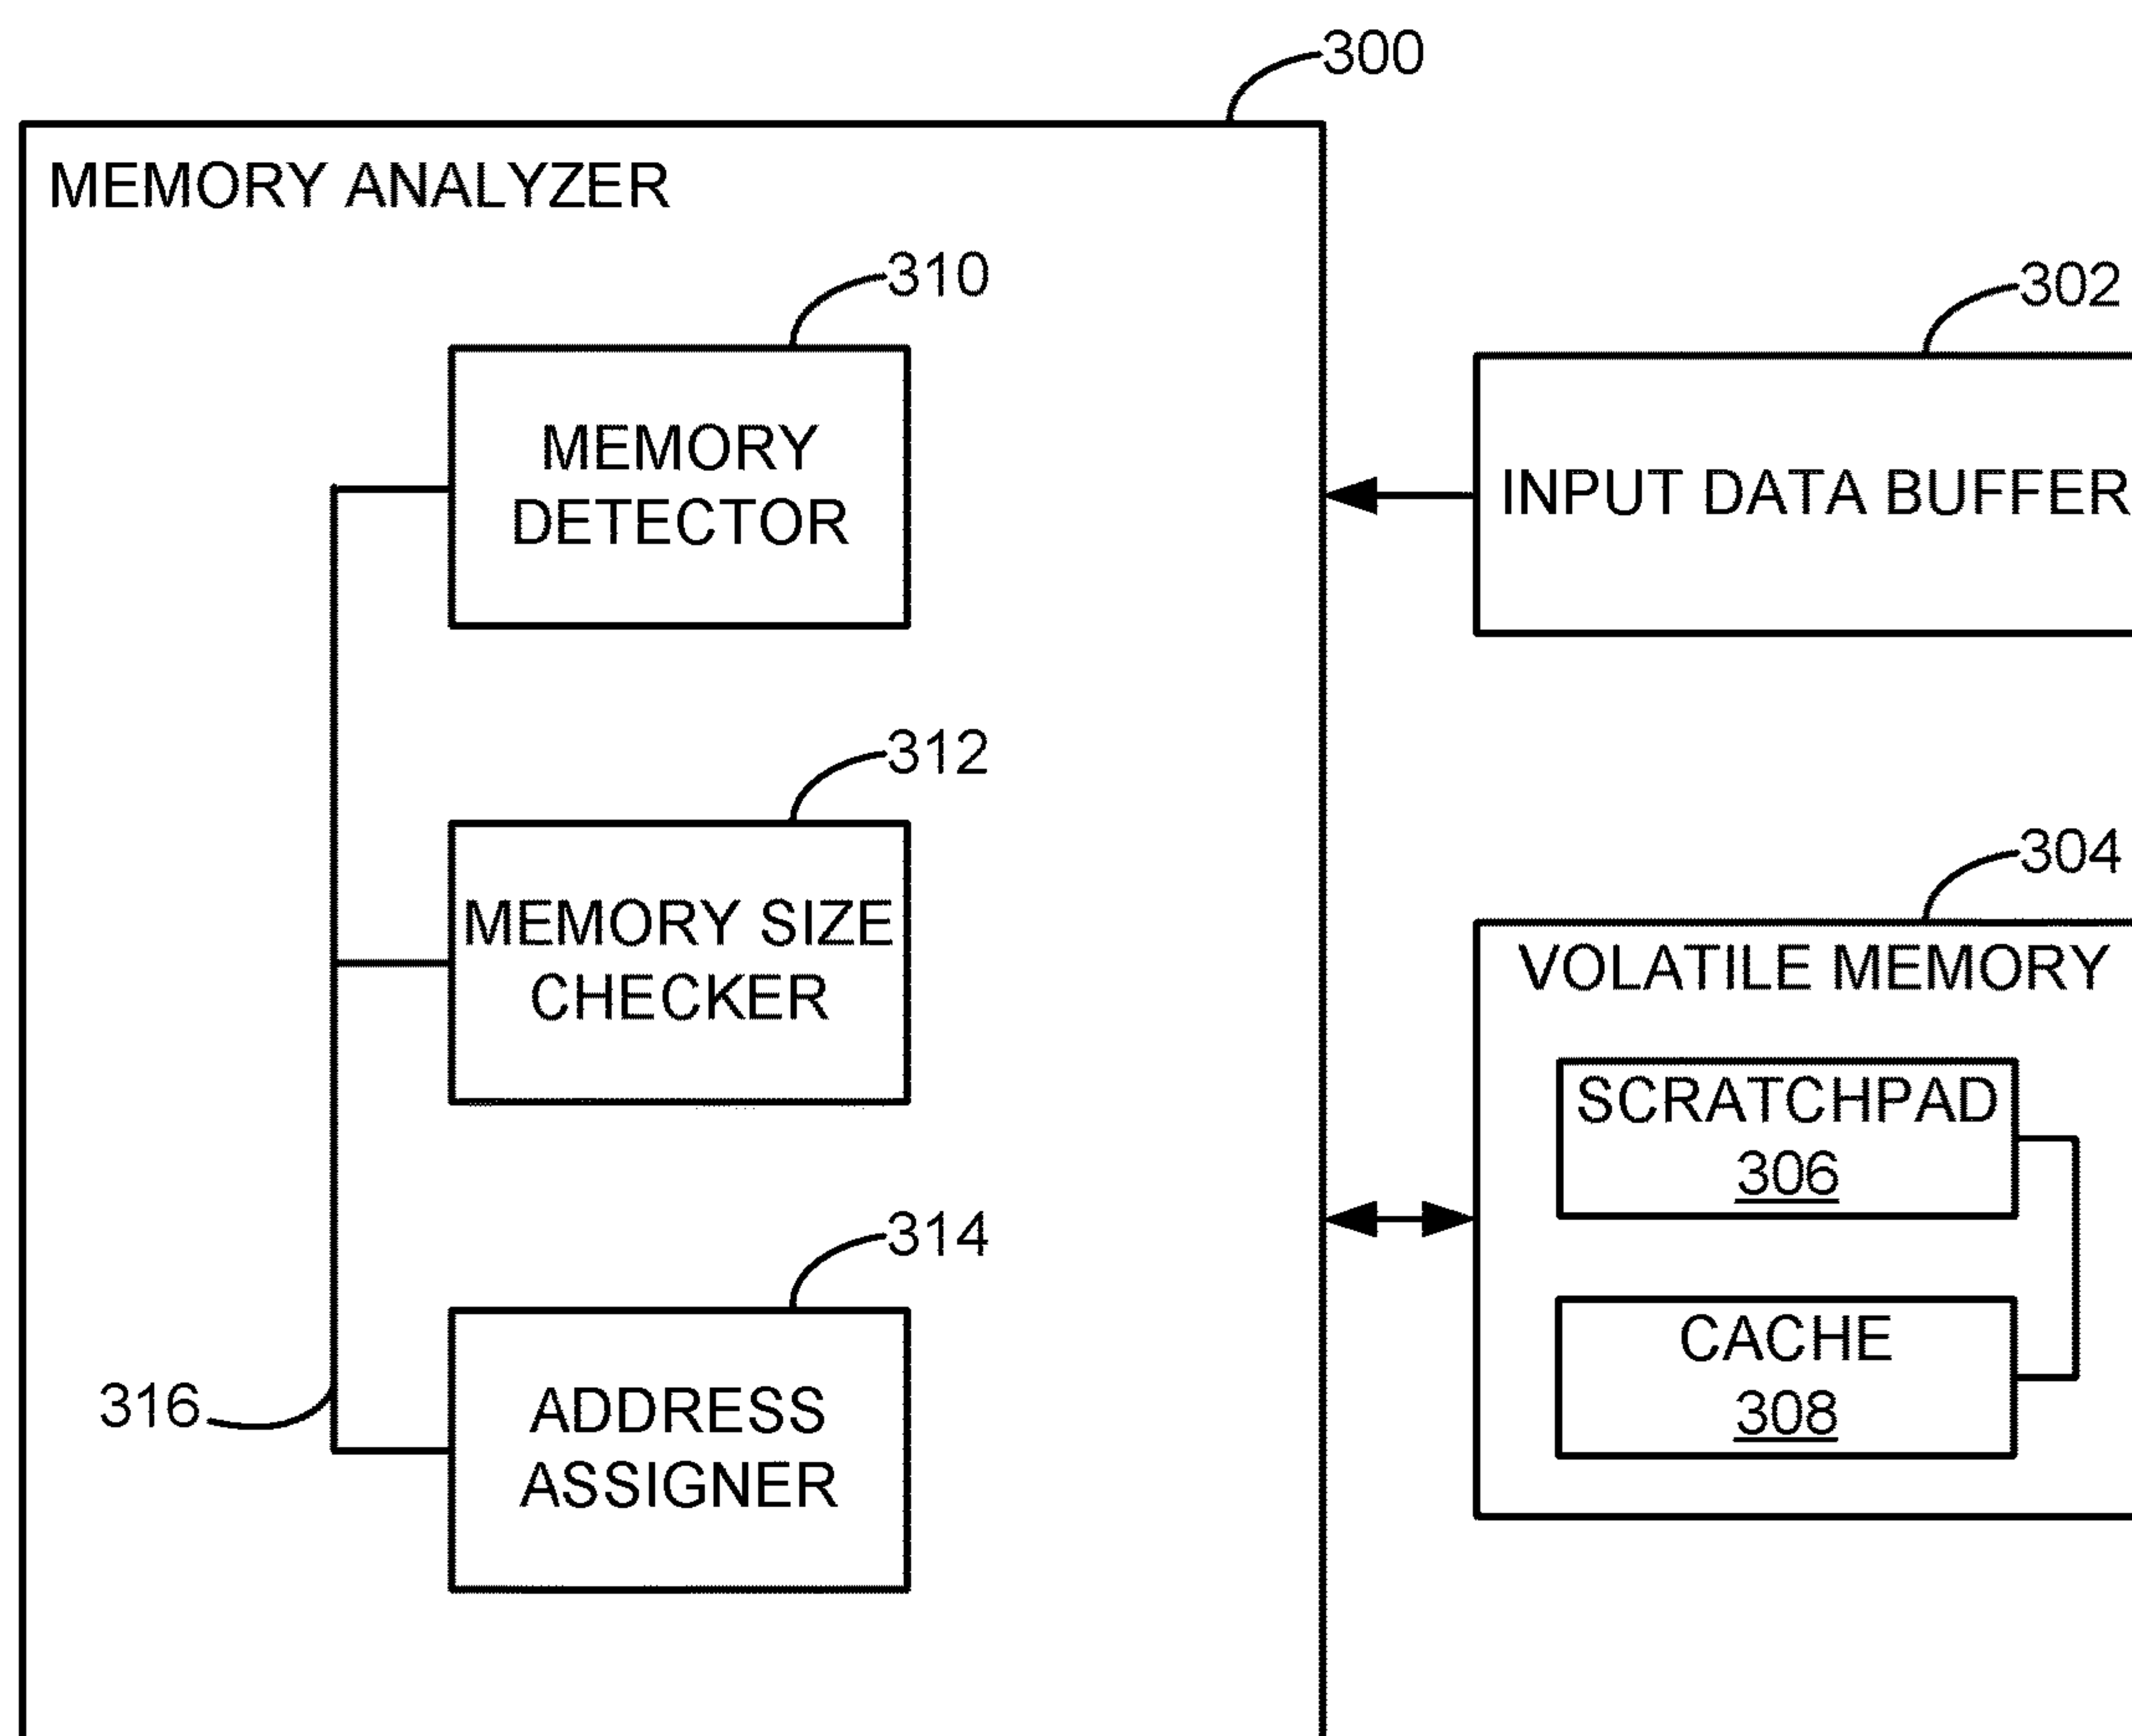 300
MEMORY ANALYZER
310
MEMORY
DETECTOR
302
INPUT DATA BUFFER
312
MEMORY SIZE
CHECKER
304
VOLATILE MEMORY
SCRATCHPAD
306
314
ADDRESS
ASSIGNER
316
CACHE
308